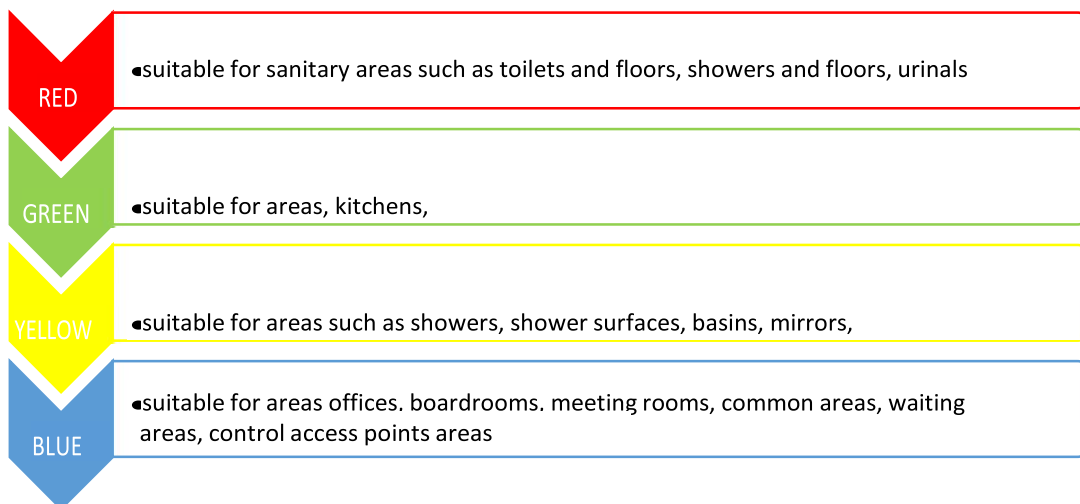 RED
•suitable for sanitary areas such as toilets and floors, showers and floors, urinals
GREEN
•suitable for areas, kitchens,
YELLOW
•suitable for areas such as showers, shower surfaces, basins, mirrors,
BLUE
•suitable for areas offices, boardrooms, meeting rooms, common areas, waiting
areas, control access points areas